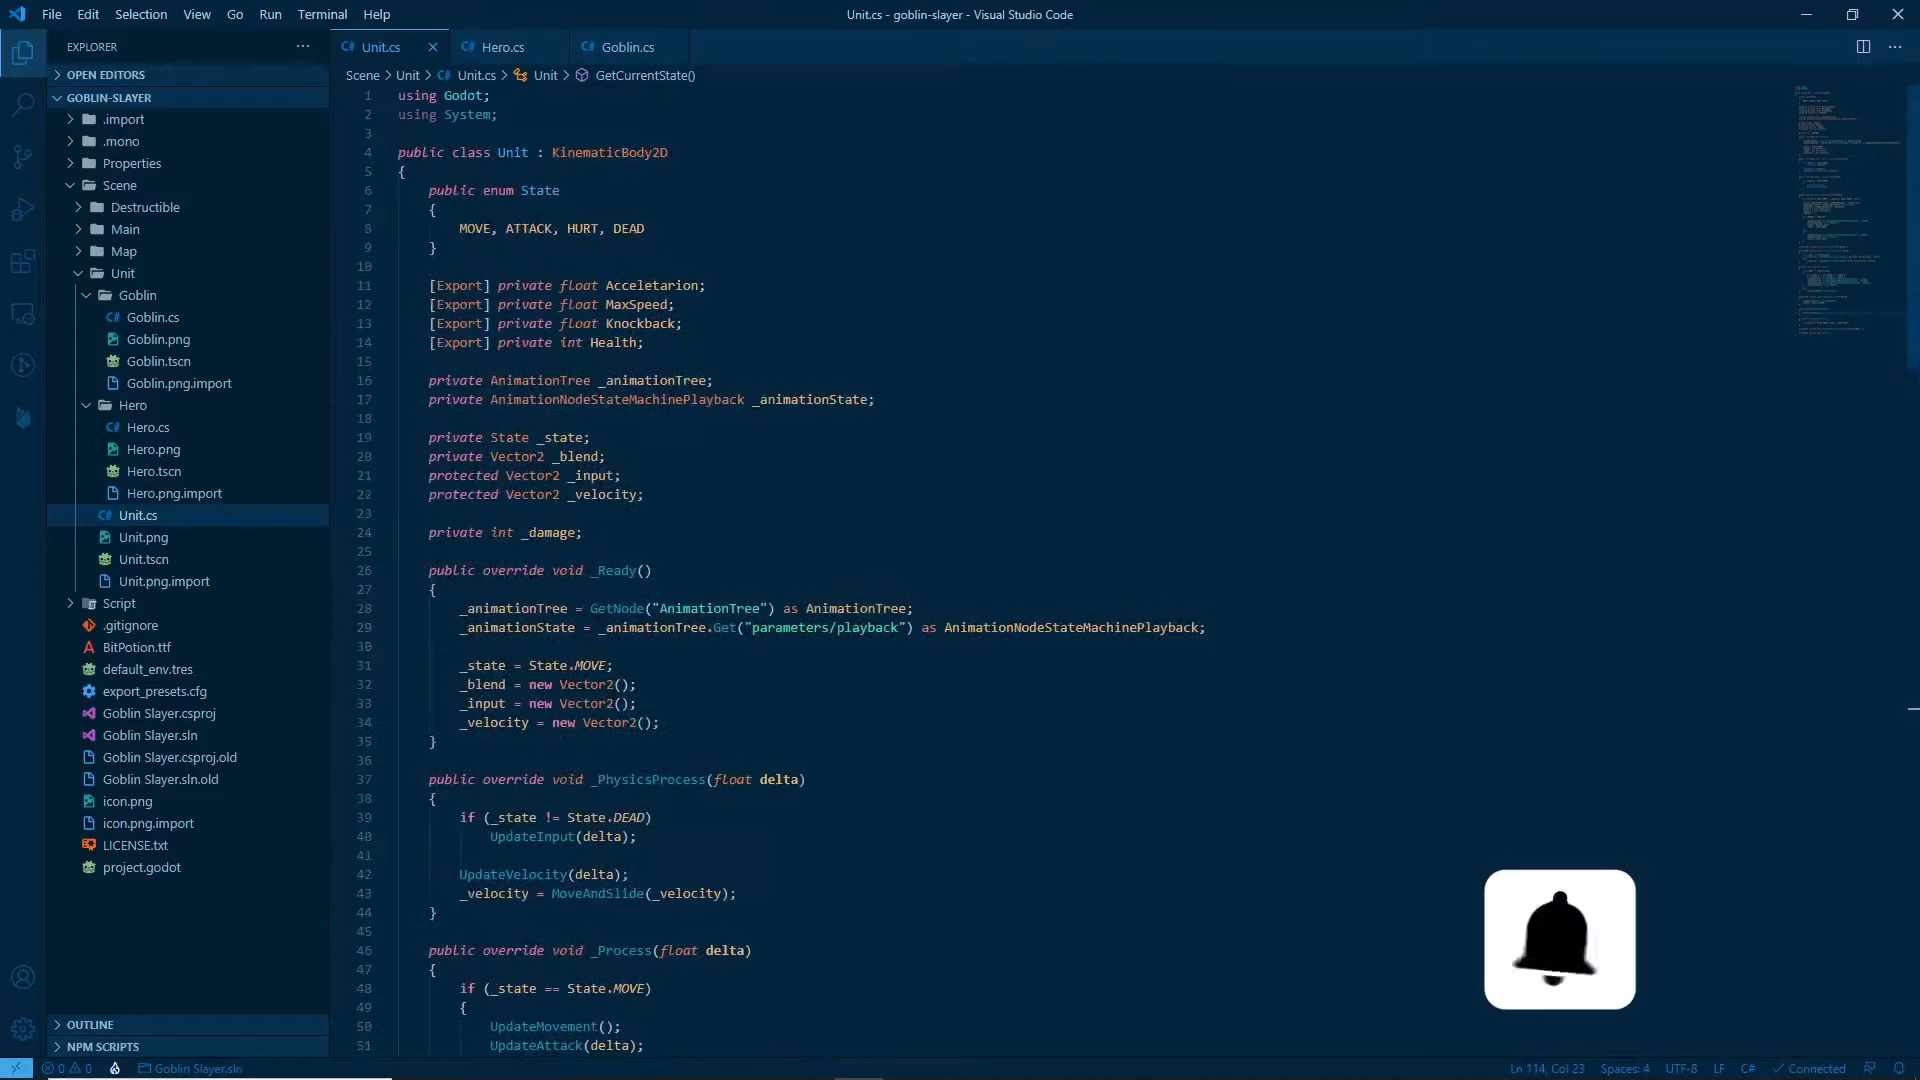 File Edit Selection View Go Run Terminal Help
Unit.cs - goblin-slayer - Visual Studio Code
EXPLORER
OPEN EDITORS
GOBLIN-SLAYER
.import
.mono
Properties
Scene
Destructible
Main
Map
Unit
Goblin
C# Goblin.cs
Goblin.png
Goblin.tscn
Goblin.png.import
Hero
C# Hero.cs
Hero.png
Hero.tscn
Hero.png.import
C# Unit.cs
Unit.png
Unit.tscn
Unit.png.import
Script
.gitignore
BitPotion.ttf
default_env.tres
export_presets.cfg
Goblin Slayer.csproj
Goblin Slayer.sln
Goblin Slayer.csproj.old
Goblin Slayer.sln.old
icon.png
icon.png.import
LICENSE.txt
project.godot
OUTLINE
NPM SCRIPTS
C# Unit.cs C# Hero.cs C# Goblin.cs
Scene > Unit > C# Unit.cs > Unit > GetCurrentState()
1 using Godot;
2 using System;
3
4 public class Unit : KinematicBody2D
5 {
6 public enum State
7 {
8 MOVE, ATTACK, HURT, DEAD
9 }
10
11 [Export] private float Acceletarion;
12 [Export] private float MaxSpeed;
13 [Export] private float Knockback;
14 [Export] private int Health;
15
16 private AnimationTree _animationTree;
17 private AnimationNodeStateMachinePlayback _animationState;
18
19 private State _state;
20 private Vector2 _blend;
21 protected Vector2 _input;
22 protected Vector2 _velocity;
23
24 private int _damage;
25
26 public override void _Ready()
27 {
28 _animationTree = GetNode("AnimationTree") as AnimationTree;
29 _animationState = _animationTree.Get("parameters/playback") as AnimationNodeStateMachinePlayback;
30
31 _state = State.MOVE;
32 _blend = new Vector2();
33 _input = new Vector2();
34 _velocity = new Vector2();
35 }
36
37 public override void _PhysicsProcess(float delta)
38 {
39 if (_state != State.DEAD)
40 UpdateInput(delta);
41
42 UpdateVelocity(delta);
43 _velocity = MoveAndSlide(_velocity);
44 }
45
46 public override void _Process(float delta)
47 {
48 if (_state == State.MOVE)
49 {
50 UpdateMovement();
51 UpdateAttack(delta);
0 0 Goblin Slayer.sln
Ln 114, Col 23 Spaces: 4 UTF-8 LF C# Connected